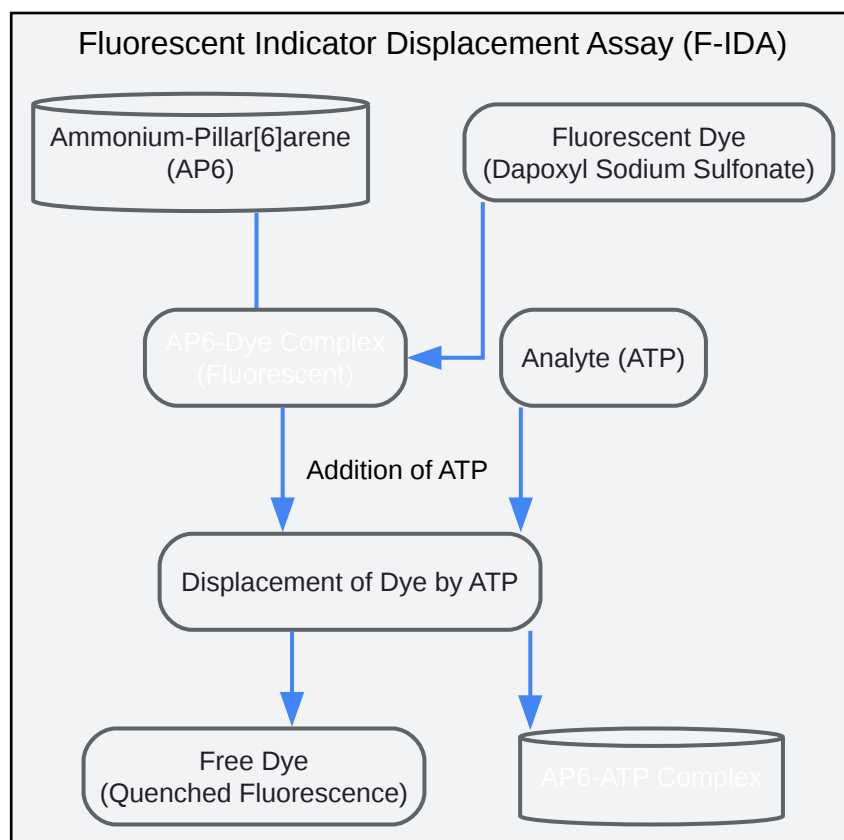 Fluorescent Indicator Displacement Assay (F-IDA)
Ammonium-Pillar[6]arene
(AP6)
Fluorescent Dye
(Dapoxyl Sodium Sulfonate)
AP6-Dye Complex
(Fluorescent)
Analyte (ATP)
Addition of ATP
Displacement of Dye by ATP
Free Dye
(Quenched Fluorescence)
AP6-ATP Complex